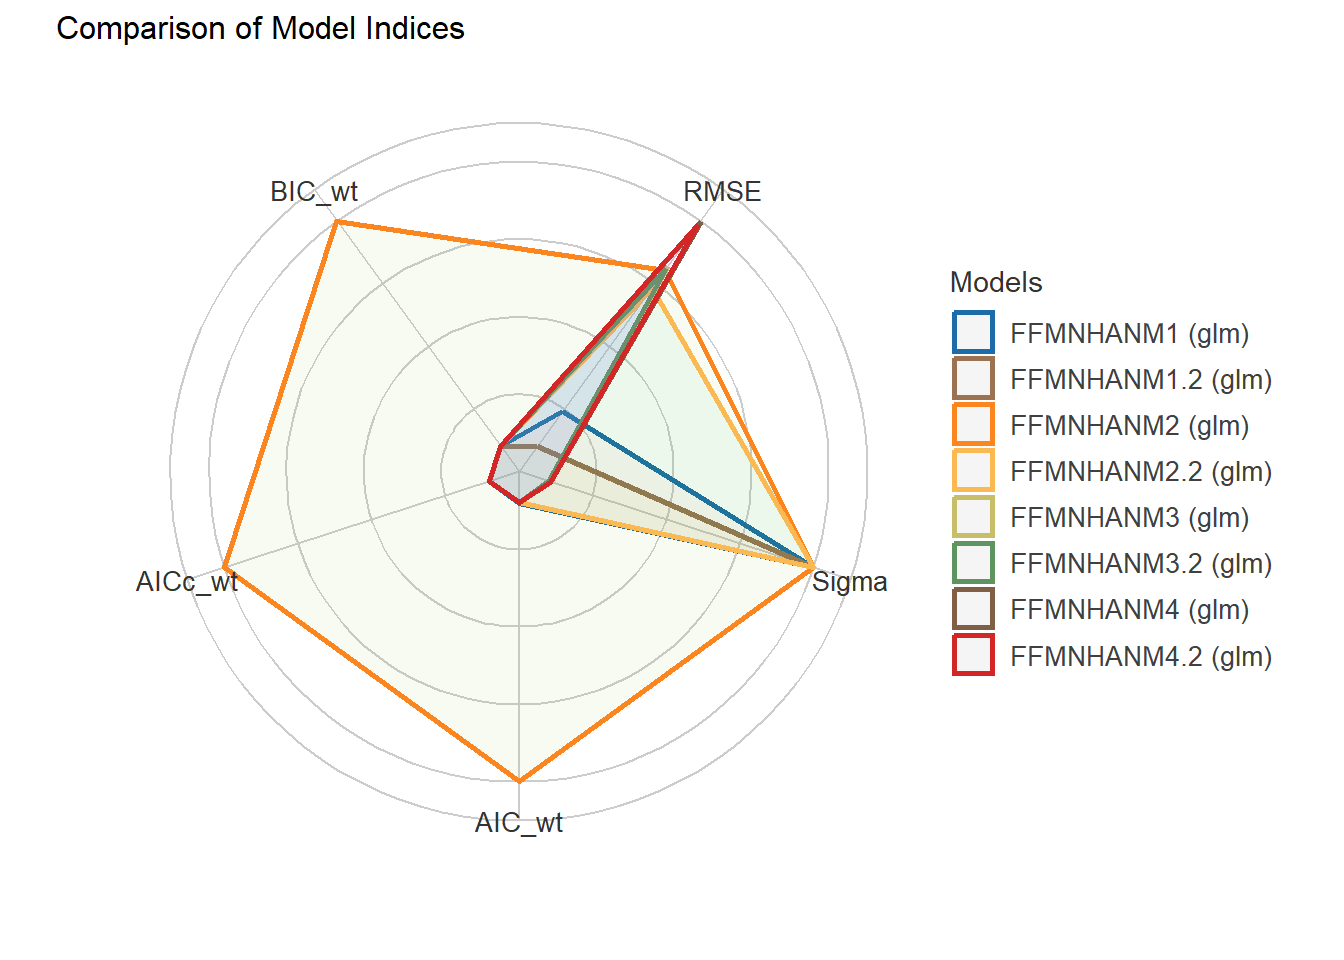 Comparison of Model Indices
BIC_wt
RMSE
AICc_wt
Sigma
AIC_wt
Models
FFMNHANM1 (glm)
FFMNHANM1.2 (glm)
FFMNHANM2 (glm)
FFMNHANM2.2 (glm)
FFMNHANM3 (glm)
FFMNHANM3.2 (glm)
FFMNHANM4 (glm)
FFMNHANM4.2 (glm)